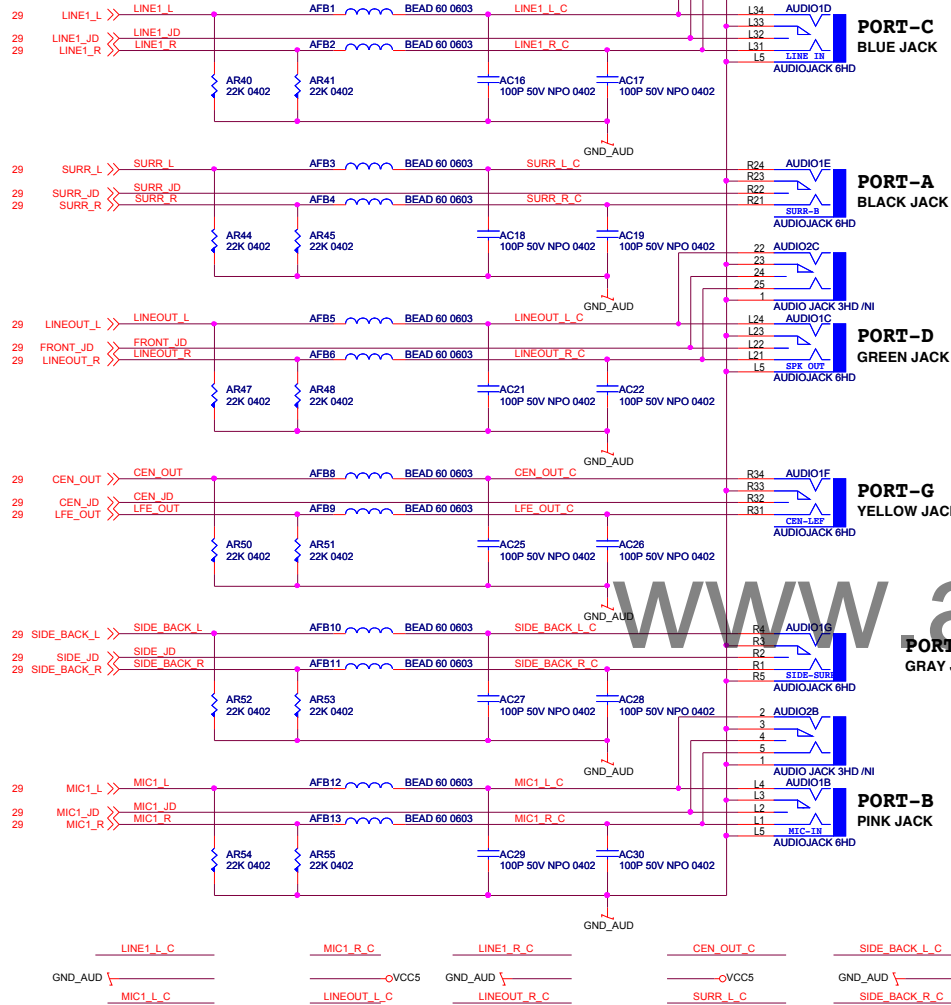 29 LINE1_L LINE1_L AFB1 BEAD 60 0603 LINE1_L_C L34 AUDIO1D
L33
29 LINE1_JD LINE1_JD L32
29 LINE1_R LINE1_R AFB2 BEAD 60 0603 LINE1_R_C L31 LINE IN
L5 AUDIOJACK 6HD
PORT-C
BLUE JACK
AR40 AR41 AC16 AC17
22K 0402 22K 0402 100P 50V NPO 0402 100P 50V NPO 0402
GND_AUD
29 SURR_L SURR_L AFB3 BEAD 60 0603 SURR_L_C R24 AUDIO1E
R23
29 SURR_JD SURR_JD R22
29 SURR_R SURR_R AFB4 BEAD 60 0603 SURR_R_C R21 SURR-B
AUDIOJACK 6HD
PORT-A
BLACK JACK
AR44 AR45 AC18 AC19
22K 0402 22K 0402 100P 50V NPO 0402 100P 50V NPO 0402
22 AUDIO2C
23
24
25
1
AUDIO JACK 3HD /NI
GND_AUD
29 LINEOUT_L LINEOUT_L AFB5 BEAD 60 0603 LINEOUT_L_C L24 AUDIO1C
L23
29 FRONT_JD FRONT_JD L22
29 LINEOUT_R LINEOUT_R AFB6 BEAD 60 0603 LINEOUT_R_C L21 SPK OUT
L5 AUDIOJACK 6HD
PORT-D
GREEN JACK
AR47 AR48 AC21 AC22
22K 0402 22K 0402 100P 50V NPO 0402 100P 50V NPO 0402
GND_AUD
29 CEN_OUT CEN_OUT AFB8 BEAD 60 0603 CEN_OUT_C R34 AUDIO1F
R33
29 CEN_JD CEN_JD R32
29 LFE_OUT LFE_OUT AFB9 BEAD 60 0603 LFE_OUT_C R31 CEN-LEF
AUDIOJACK 6HD
PORT-G
YELLOW JAC
AR50 AR51 AC25 AC26
22K 0402 22K 0402 100P 50V NPO 0402 100P 50V NPO 0402
GND_AUD
www.a
29 SIDE_BACK_L SIDE_BACK_L AFB10 BEAD 60 0603 SIDE_BACK_L_C R4 AUDIO1G
R3
29 SIDE_JD SIDE_JD R2
29 SIDE_BACK_R SIDE_BACK_R AFB11 BEAD 60 0603 SIDE_BACK_R_C R1 SIDE-SURR
R5 AUDIOJACK 6HD
PORT
GRAY
AR52 AR53 AC27 AC28
22K 0402 22K 0402 100P 50V NPO 0402 100P 50V NPO 0402
2 AUDIO2B
3
4
5
1
AUDIO JACK 3HD /NI
GND_AUD
29 MIC1_L MIC1_L AFB12 BEAD 60 0603 MIC1_L_C L4 AUDIO1B
L3
29 MIC1_JD MIC1_JD L2
29 MIC1_R MIC1_R AFB13 BEAD 60 0603 MIC1_R_C L1 MIC-IN
L5 AUDIOJACK 6HD
PORT-B
PINK JACK
AR54 AR55 AC29 AC30
22K 0402 22K 0402 100P 50V NPO 0402 100P 50V NPO 0402
GND_AUD
LINE1_L_C MIC1_R_C LINE1_R_C CEN_OUT_C SIDE_BACK_L_C
GND_AUD VCC5 GND_AUD VCC5 GND_AUD
MIC1_L_C LINEOUT_L_C LINEOUT_R_C SURR_L_C SIDE_BACK_R_C